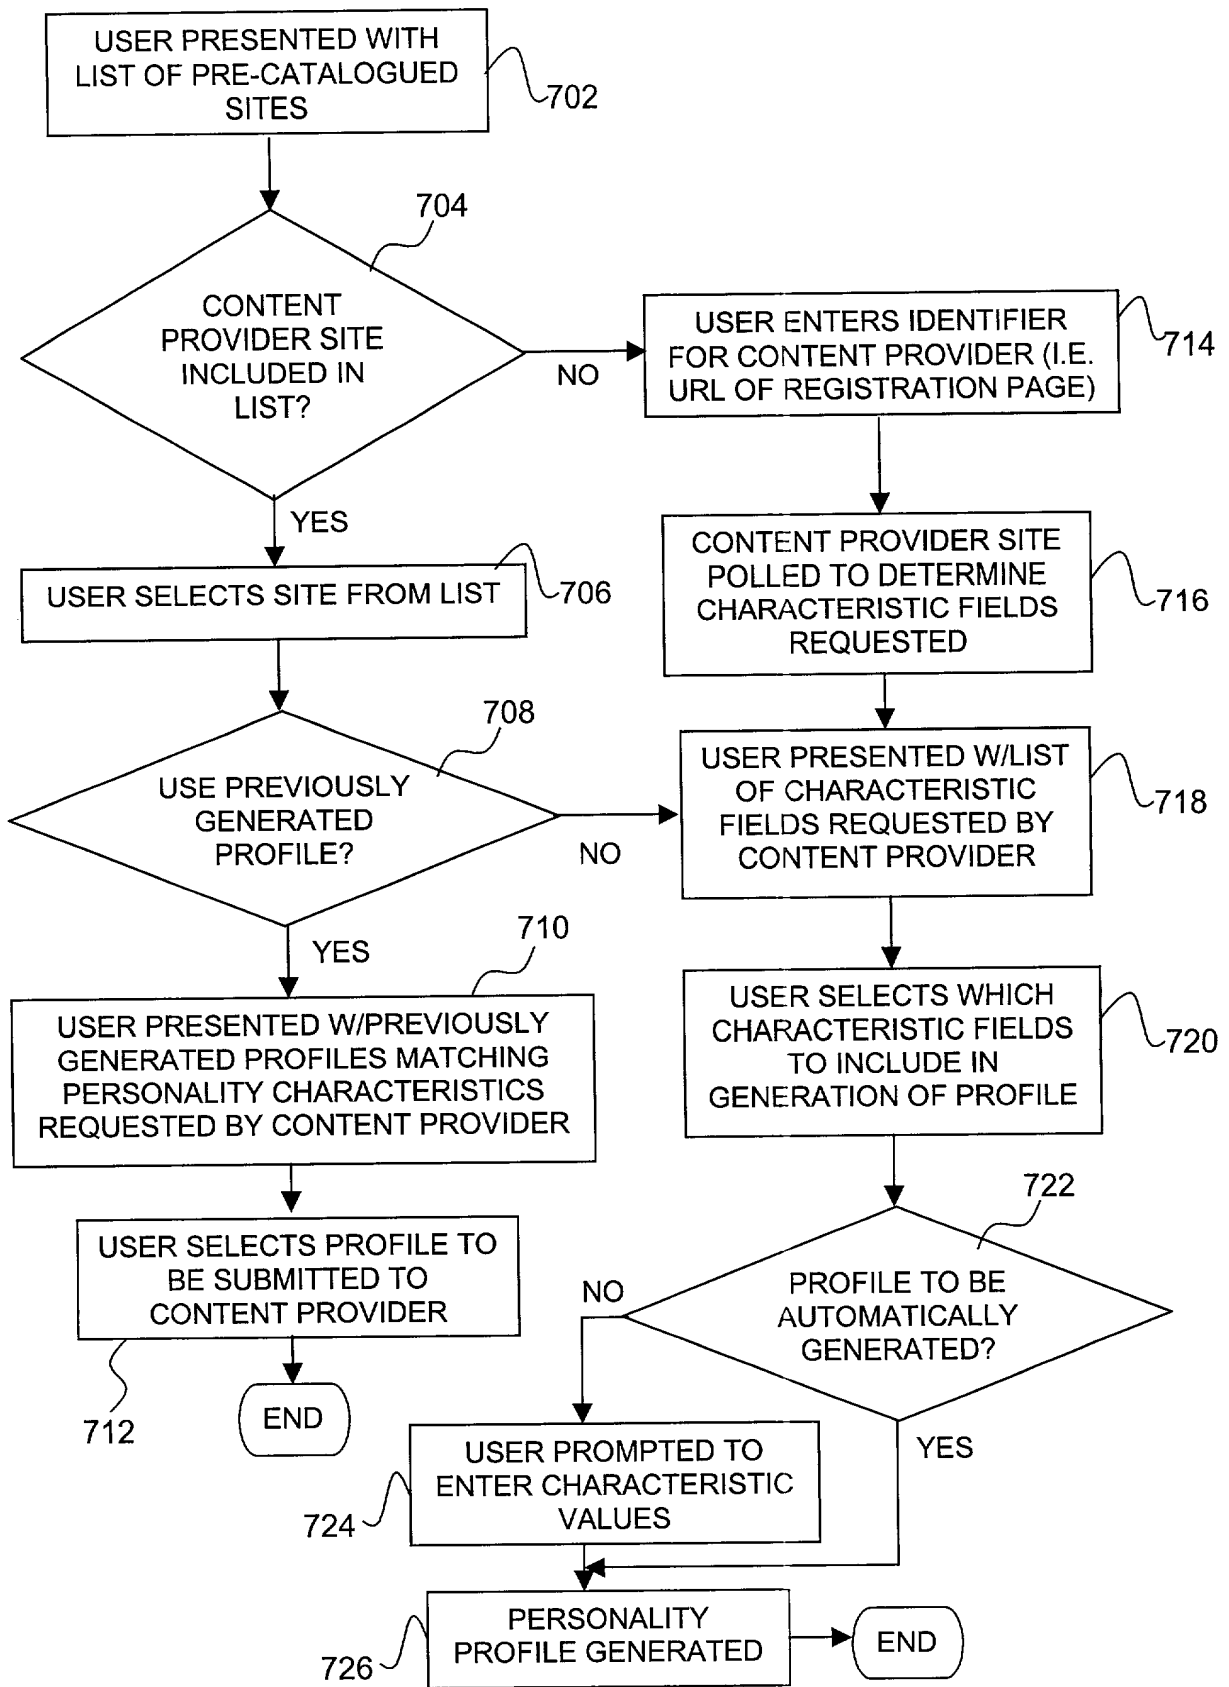 USER PRESENTED WITH
LIST OF PRE-CATALOGUED
SITES
702
704
CONTENT
PROVIDER SITE
INCLUDED IN
LIST?
NO
YES
USER ENTERS IDENTIFIER
FOR CONTENT PROVIDER (I.E.
URL OF REGISTRATION PAGE)
714
USER SELECTS SITE FROM LIST
706
CONTENT PROVIDER SITE
POLLED TO DETERMINE
CHARACTERISTIC FIELDS
REQUESTED
716
708
USE PREVIOUSLY
GENERATED
PROFILE?
NO
YES
USER PRESENTED W/LIST
OF CHARACTERISTIC
FIELDS REQUESTED BY
CONTENT PROVIDER
718
710
USER PRESENTED W/PREVIOUSLY
GENERATED PROFILES MATCHING
PERSONALITY CHARACTERISTICS
REQUESTED BY CONTENT PROVIDER
USER SELECTS WHICH
CHARACTERISTIC FIELDS
TO INCLUDE IN
GENERATION OF PROFILE
720
USER SELECTS PROFILE TO
BE SUBMITTED TO
CONTENT PROVIDER
712
END
722
PROFILE TO BE
AUTOMATICALLY
GENERATED?
NO
YES
USER PROMPTED TO
ENTER CHARACTERISTIC
VALUES
724
PERSONALITY
PROFILE GENERATED
726
END